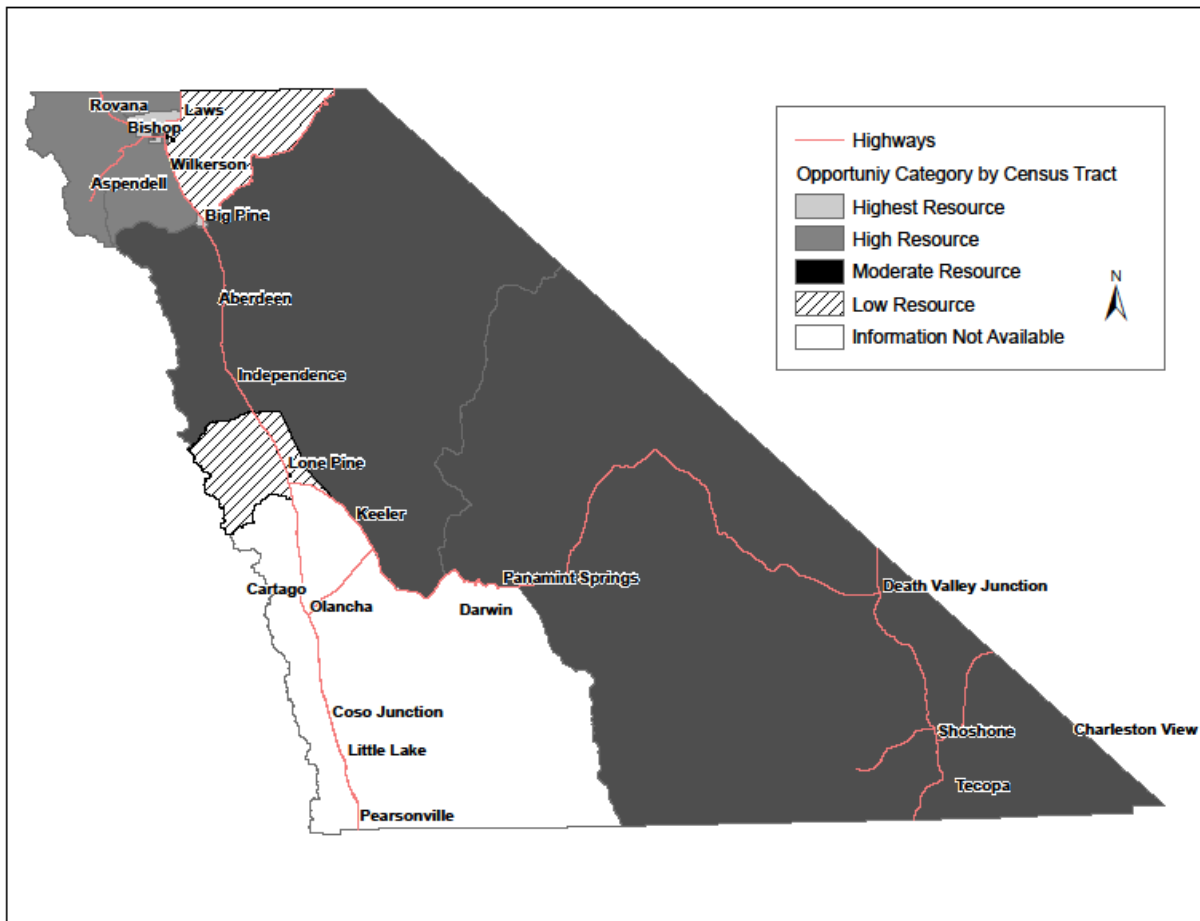 Rovana
Laws
Bishop
Wilkerson
Aspendell
Big Pine
Aberdeen
Independence
Lone Pine
Keeler
Cartago
Olancha
Panamint Springs
Darwin
Death Valley Junction
Coso Junction
Little Lake
Shoshone
Charleston View
Tecopa
Pearsonville
Highways
Opportuniy Category by Census Tract
Highest Resource
High Resource
Moderate Resource
Low Resource
Information Not Available
N